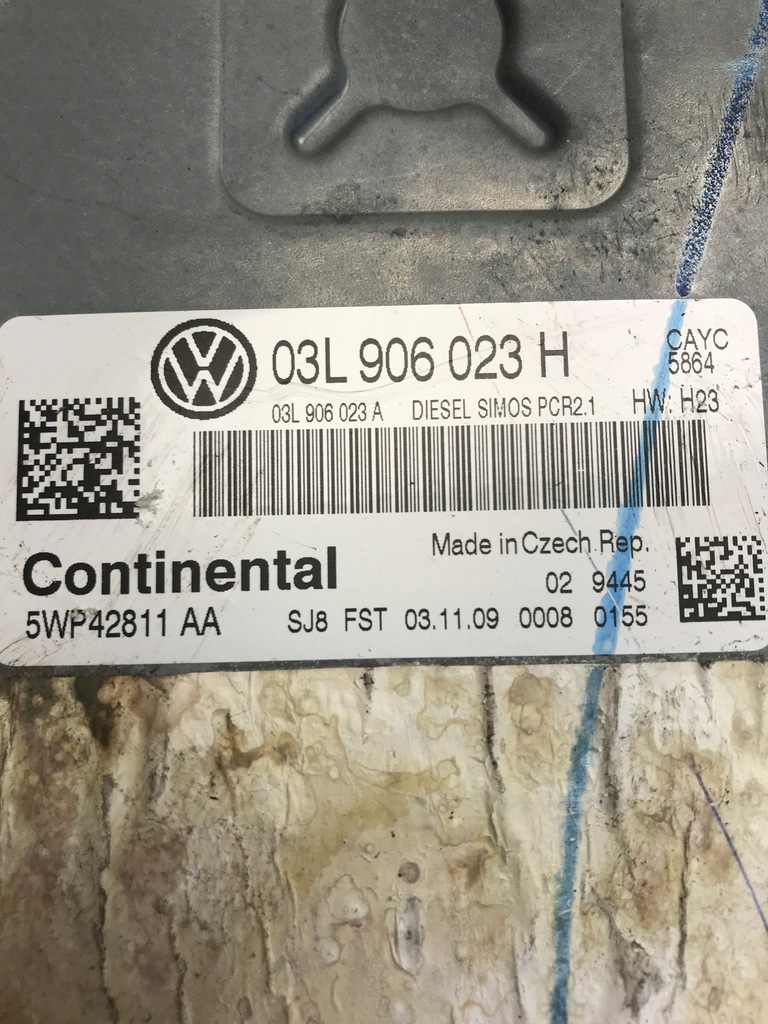 03L 906 023 H
CAYC
5864
03L 906 023 A DIESEL SIMOS PCR2.1 HW: H23
Made in Czech Rep.
Continental
02 9445
5WP42811 AA SJ8 FST 03.11.09 0008 0155